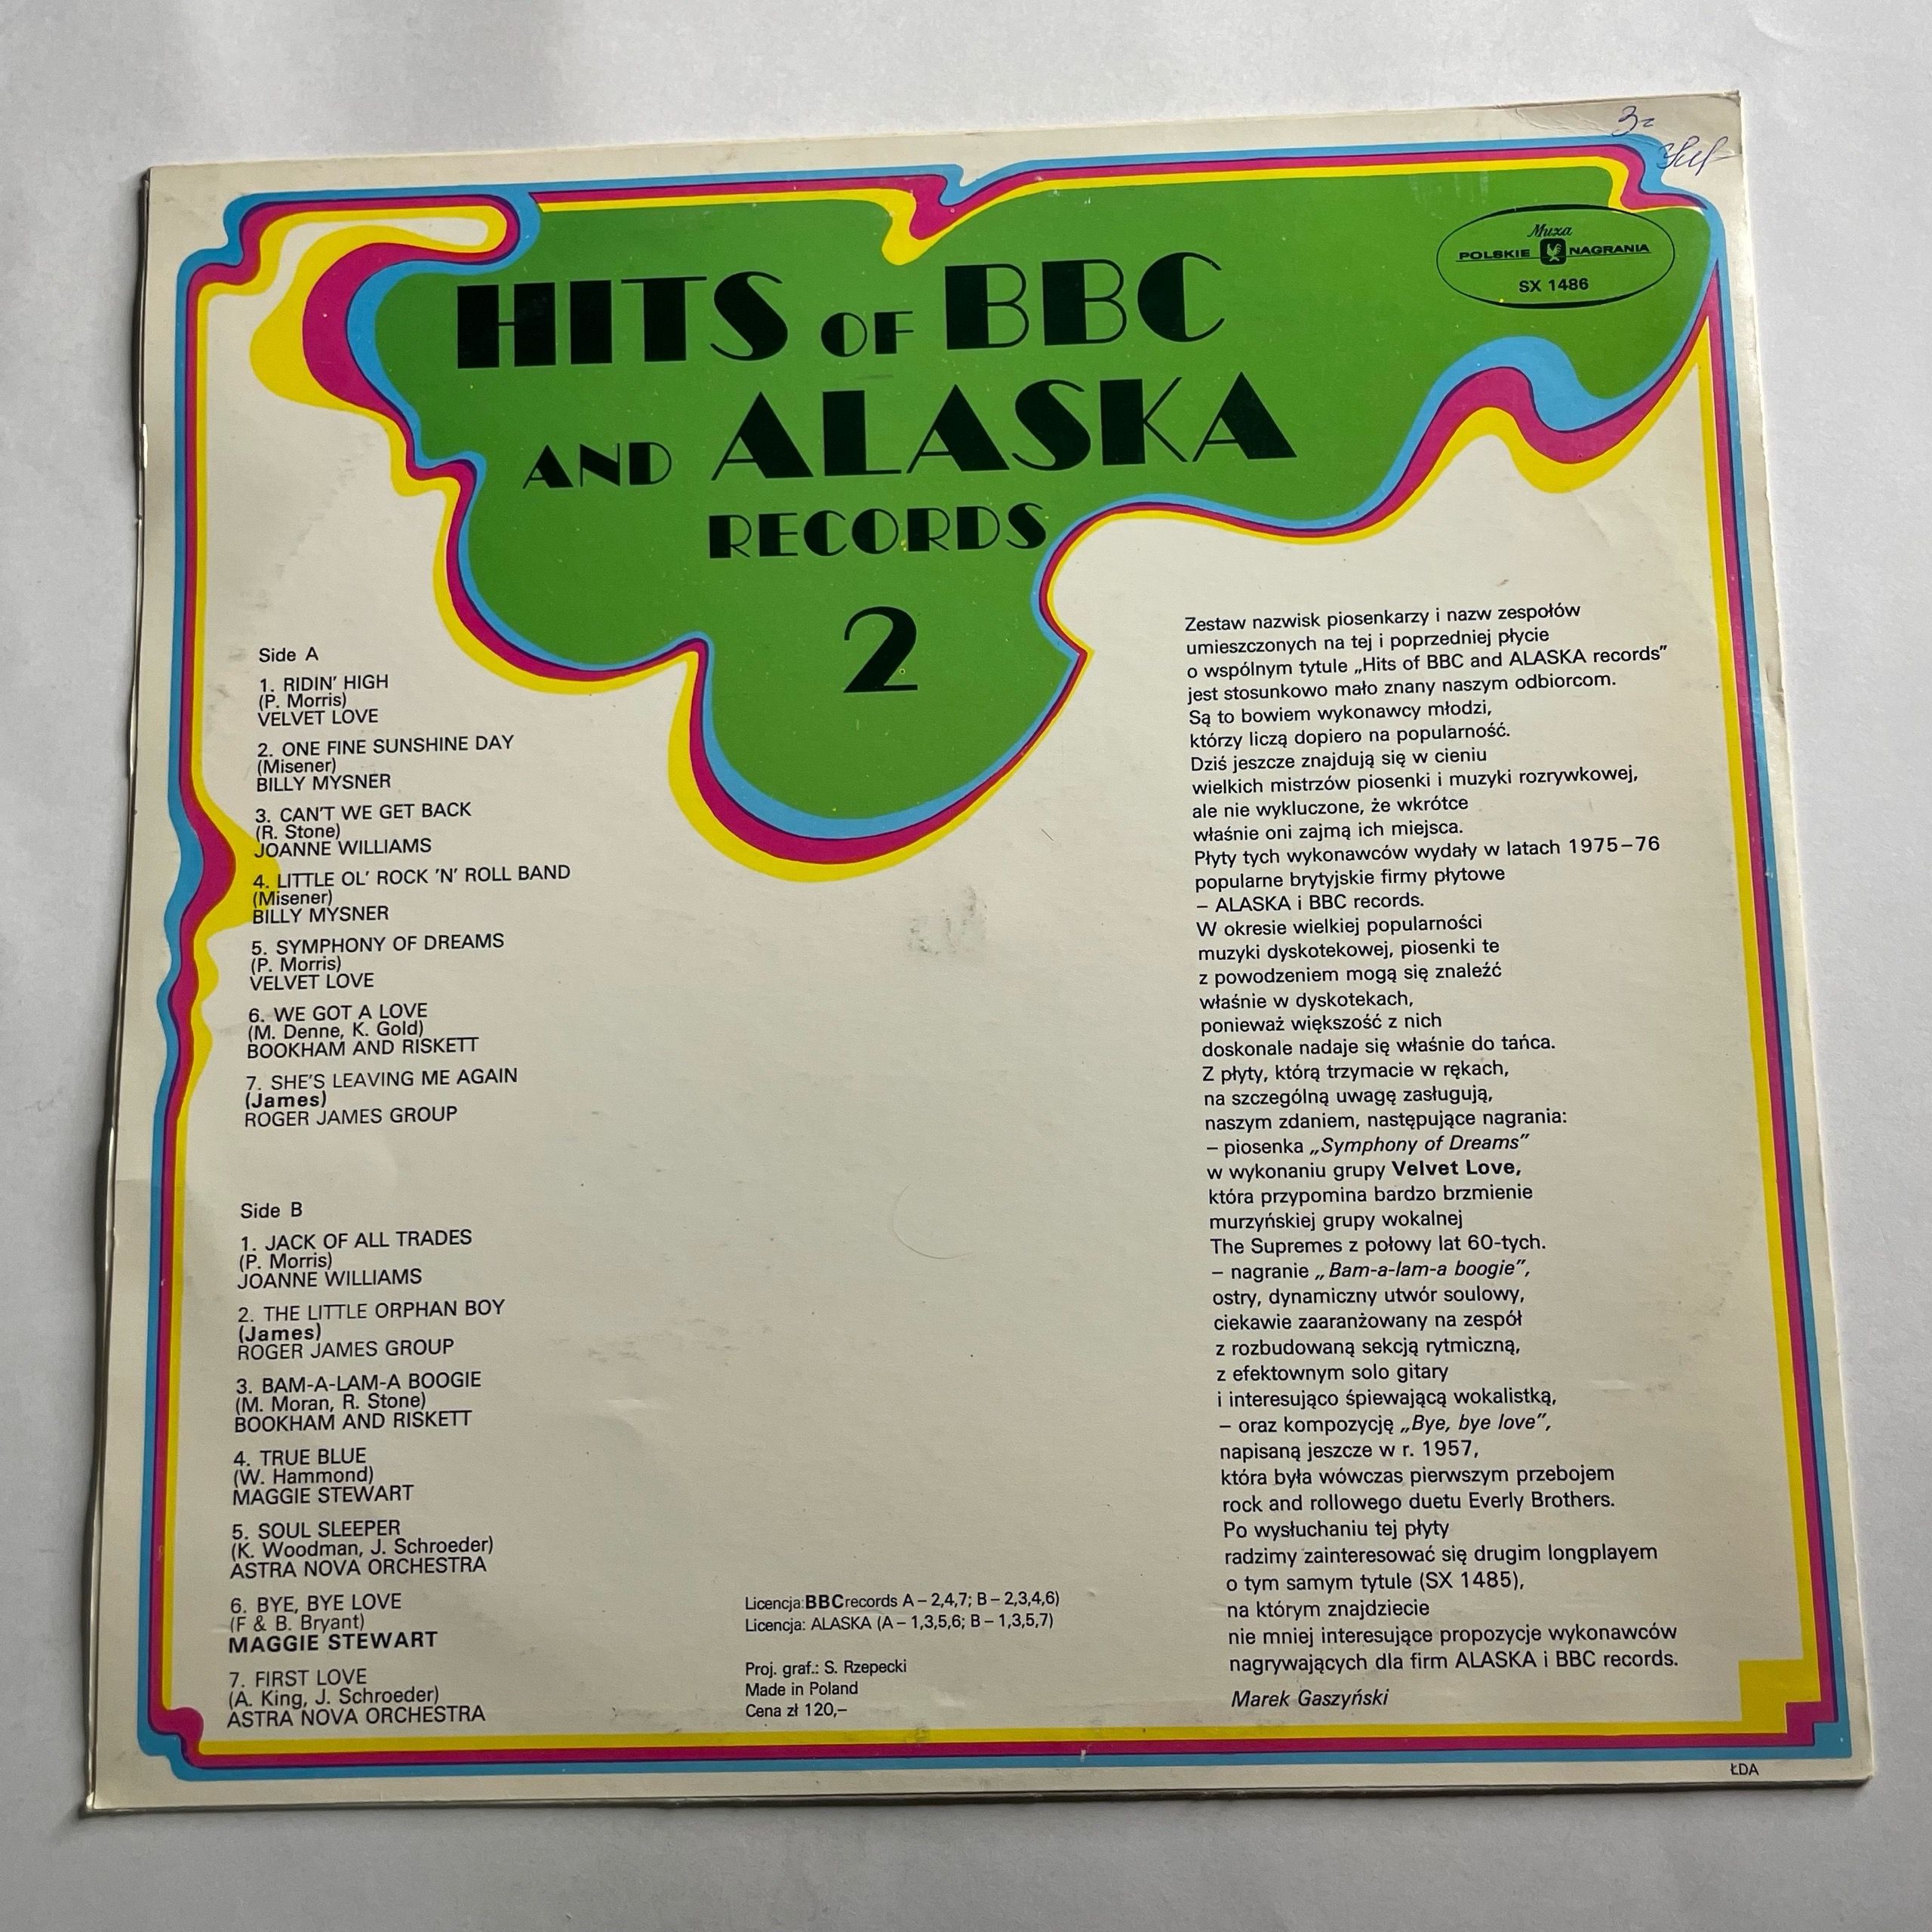 3-
Muza
POLSKIE NAGRANIA
SX 1486
HITS OF BBC
AND ALASKA
RECORDS
2
Side A
1. RIDIN' HIGH
(P. Morris)
VELVET LOVE
2. ONE FINE SUNSHINE DAY
(Misener)
BILLY MYSNER
3. CAN'T WE GET BACK
(R. Stone)
JOANNE WILLIAMS
4. LITTLE OL' ROCK 'N' ROLL BAND
(Misener)
BILLY MYSNER
5. SYMPHONY OF DREAMS
(P. Morris)
VELVET LOVE
6. WE GOT A LOVE
(M. Denne, K. Gold)
BOOKHAM AND RISKETT
7. SHE'S LEAVING ME AGAIN
(James)
ROGER JAMES GROUP
Side B
1. JACK OF ALL TRADES
(P. Morris)
JOANNE WILLIAMS
2. THE LITTLE ORPHAN BOY
(James)
ROGER JAMES GROUP
3. BAM-A-LAM-A BOOGIE
(M. Moran, R. Stone)
BOOKHAM AND RISKETT
4. TRUE BLUE
(W. Hammond)
MAGGIE STEWART
5. SOUL SLEEPER
(K. Woodman, J. Schroeder)
ASTRA NOVA ORCHESTRA
6. BYE, BYE LOVE
(F & B. Bryant)
MAGGIE STEWART
7. FIRST LOVE
(A. King, J. Schroeder)
ASTRA NOVA ORCHESTRA
Licencja:BBCrecords A – 2,4,7; B – 2,3,4,6)
Licencja: ALASKA (A – 1,3,5,6; B – 1,3,5,7)
Proj. graf.: S. Rzepecki
Made in Poland
Cena zł 120,–
Zestaw nazwisk piosenkarzy i nazw zespołów
umieszczonych na tej i poprzedniej płycie
o wspólnym tytule „Hits of BBC and ALASKA records”
jest stosunkowo mało znany naszym odbiorcom.
Są to bowiem wykonawcy młodzi,
którzy liczą dopiero na popularność.
Dziś jeszcze znajdują się w cieniu
wielkich mistrzów piosenki i muzyki rozrywkowej,
ale nie wykluczone, że wkrótce
właśnie oni zajmą ich miejsca.
Płyty tych wykonawców wydały w latach 1975–76
popularne brytyjskie firmy płytowe
– ALASKA i BBC records.
W okresie wielkiej popularności
muzyki dyskotekowej, piosenki te
z powodzeniem mogą się znaleźć
właśnie w dyskotekach,
ponieważ większość z nich
doskonale nadaje się właśnie do tańca.
Z płyty, którą trzymacie w rękach,
na szczególną uwagę zasługują,
naszym zdaniem, następujące nagrania:
– piosenka „Symphony of Dreams”
w wykonaniu grupy Velvet Love,
która przypomina bardzo brzmienie
murzyńskiej grupy wokalnej
The Supremes z połowy lat 60-tych.
– nagranie „Bam-a-lam-a boogie”,
ostry, dynamiczny utwór soulowy,
ciekawie zaaranżowany na zespół
z rozbudowaną sekcją rytmiczną,
z efektownym solo gitary
i interesująco śpiewającą wokalistką,
– oraz kompozycję „Bye, bye love”,
napisaną jeszcze w r. 1957,
która była wówczas pierwszym przebojem
rock and rollowego duetu Everly Brothers.
Po wysłuchaniu tej płyty
radzimy zainteresować się drugim longplayem
o tym samym tytule (SX 1485),
na którym znajdziecie
nie mniej interesujące propozycje wykonawców
nagrywających dla firm ALASKA i BBC records.
Marek Gaszyński
ŁDA